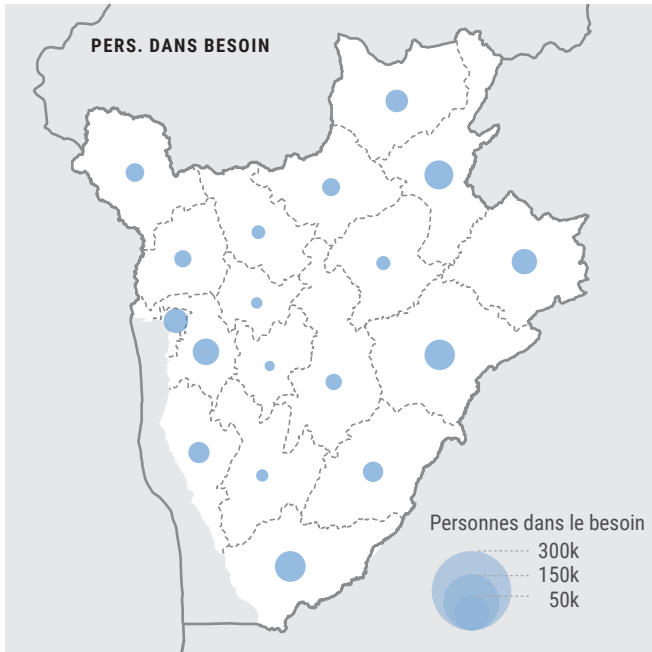 PERS. DANS BESOIN
Personnes dans le besoin
300k
150k
50k